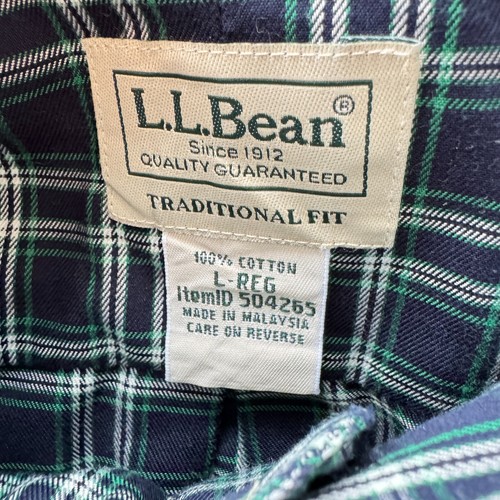 L.L.Bean®
Since 1912
QUALITY GUARANTEED
TRADITIONAL FIT
100% COTTON
L-REG
ItemID 504265
MADE IN MALAYSIA
CARE ON REVERSE